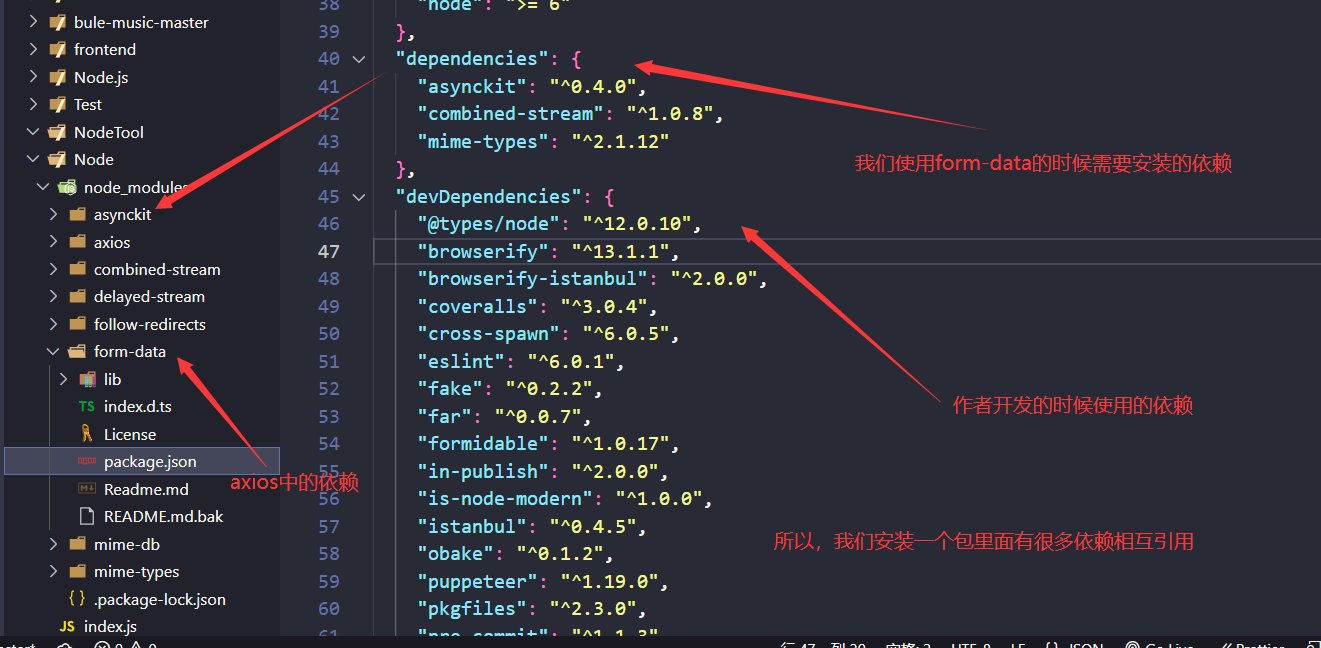 bule-music-master
frontend
Node.js
Test
NodeTool
Node
node_modules
asynckit
axios
combined-stream
delayed-stream
follow-redirects
form-data
lib
TS index.d.ts
License
package.json
Readme.md
README.md.bak
mime-db
mime-types
{} .package-lock.json
JS index.js
38 "node": ">= 6"
39 },
40 "dependencies": {
41 "asynckit": "^0.4.0",
42 "combined-stream": "^1.0.8",
43 "mime-types": "^2.1.12"
44 },
45 "devDependencies": {
46 "@types/node": "^12.0.10",
47 "browserify": "^13.1.1",
48 "browserify-istanbul": "^2.0.0",
49 "coveralls": "^3.0.4",
50 "cross-spawn": "^6.0.5",
51 "eslint": "^6.0.1",
52 "fake": "^0.2.2",
53 "far": "^0.0.7",
54 "formidable": "^1.0.17",
55 "in-publish": "^2.0.0",
56 "is-node-modern": "^1.0.0",
57 "istanbul": "^0.4.5",
58 "obake": "^0.1.2",
59 "puppeteer": "^1.19.0",
60 "pkgfiles": "^2.3.0",
61 "pre-commit": "^1.1.3",
我们使用form-data的时候需要安装的依赖
作者开发的时候使用的依赖
axios中的依赖
所以，我们安装一个包里面有很多依赖相互引用
行 47, 列 20 空格: 2 UTF-8 LF {} JSON Go Live Prettier